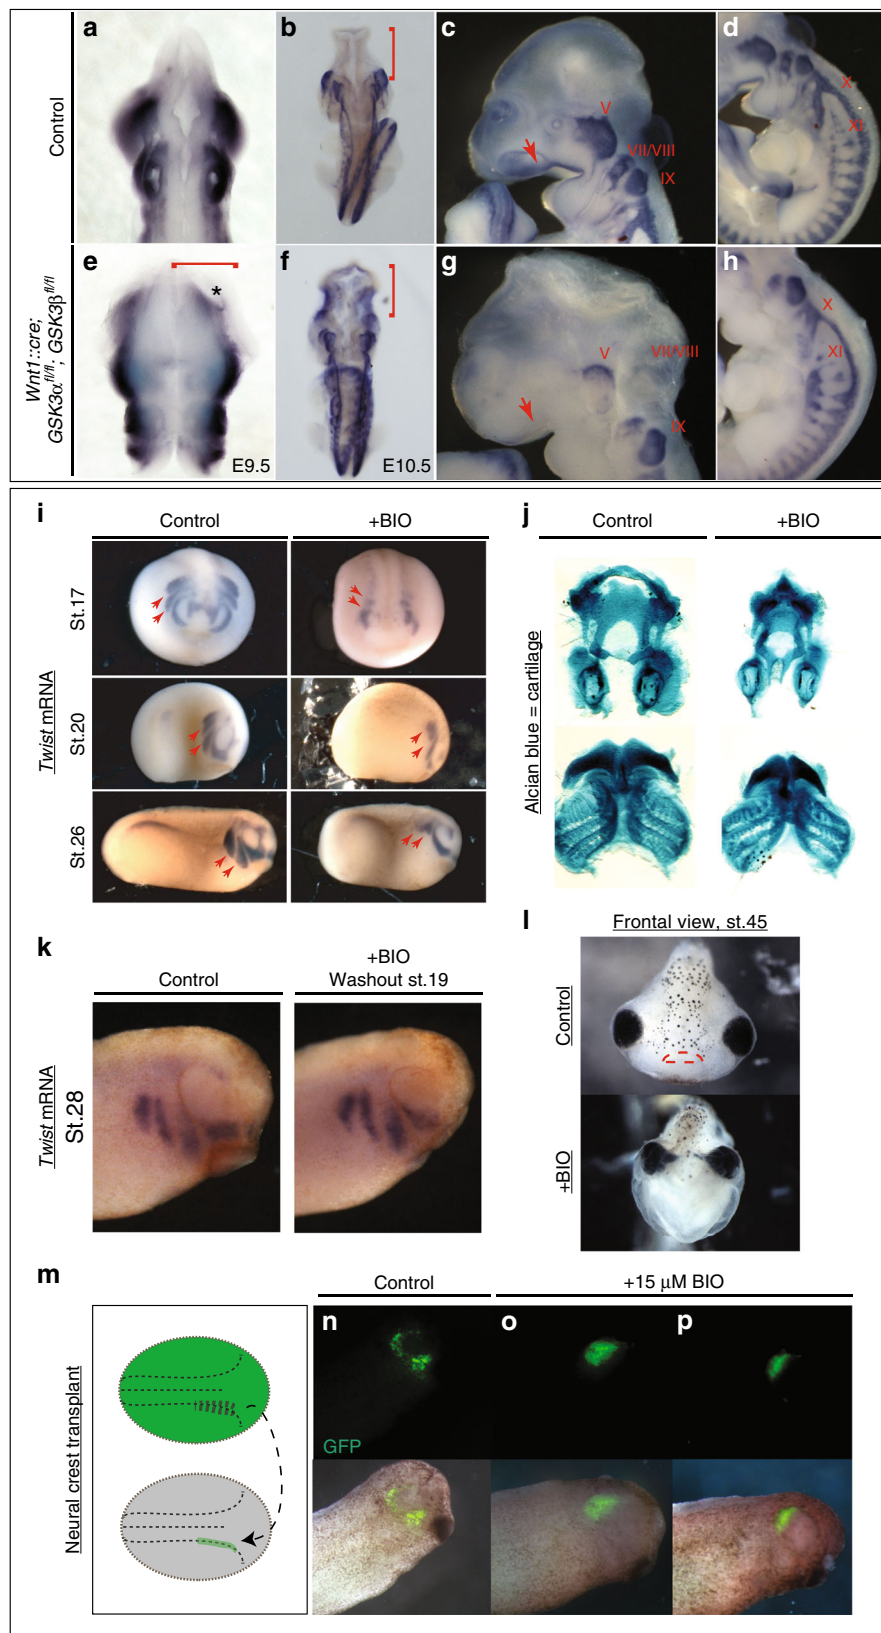 a
b
c
d
Control
V
VII/VIII
IX
X
XI
e
f
g
h
*
Wnt1::cre;
GSK3α fl/fl; GSK3β fl/fl
E9.5
E10.5
V
VII/VIII
IX
X
XI
i
Control
+BIO
St.17
St.20
St.26
Twist mRNA
j
Control
+BIO
Alcian blue = cartilage
k
Control
+BIO
Washout st.19
Twist mRNA
St.28
l
Frontal view, st.45
Control
+BIO
m
Control
+15 µM BIO
Neural crest transplant
n
o
p
GFP